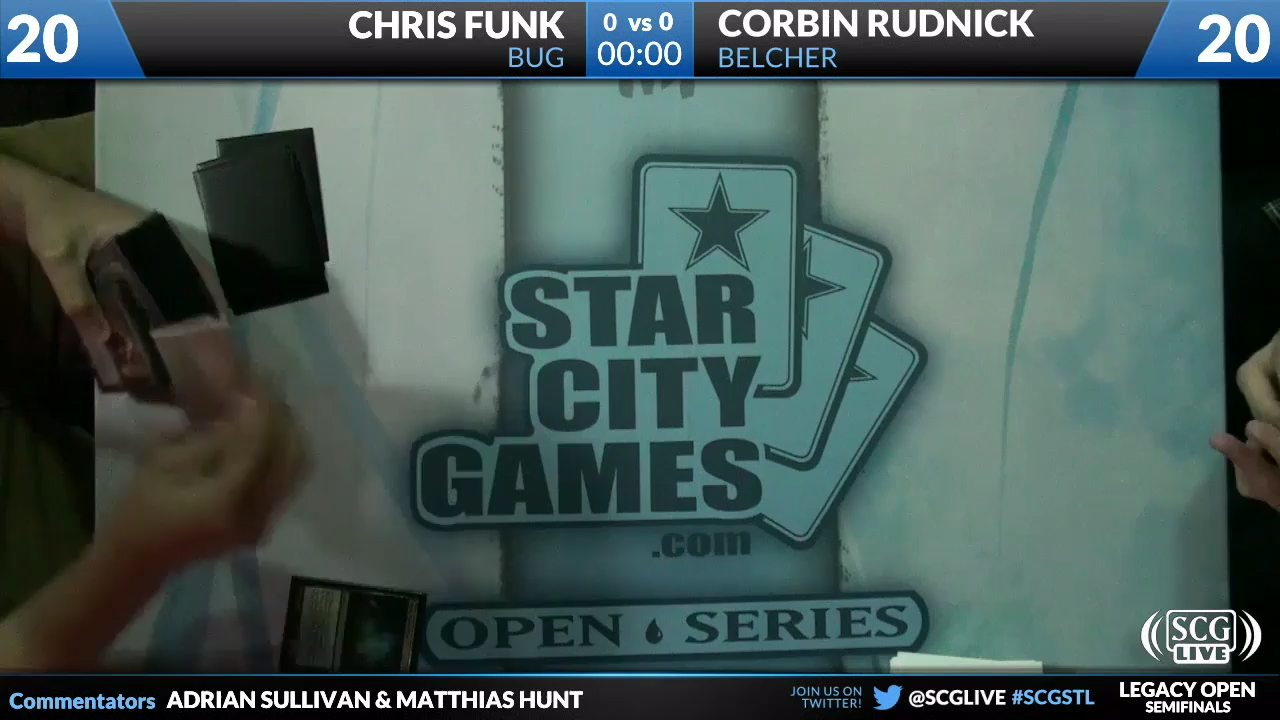 20
CHRIS FUNK
BUG
0 vs 0
00:00
CORBIN RUDNICK
BELCHER
20
STAR
CITY
GAMES
.com
OPEN SERIES
SCG
LIVE
Commentators ADRIAN SULLIVAN & MATTHIAS HUNT
JOIN US ON
TWITTER!
@SCGLIVE #SCGSTL
LEGACY OPEN
SEMIFINALS